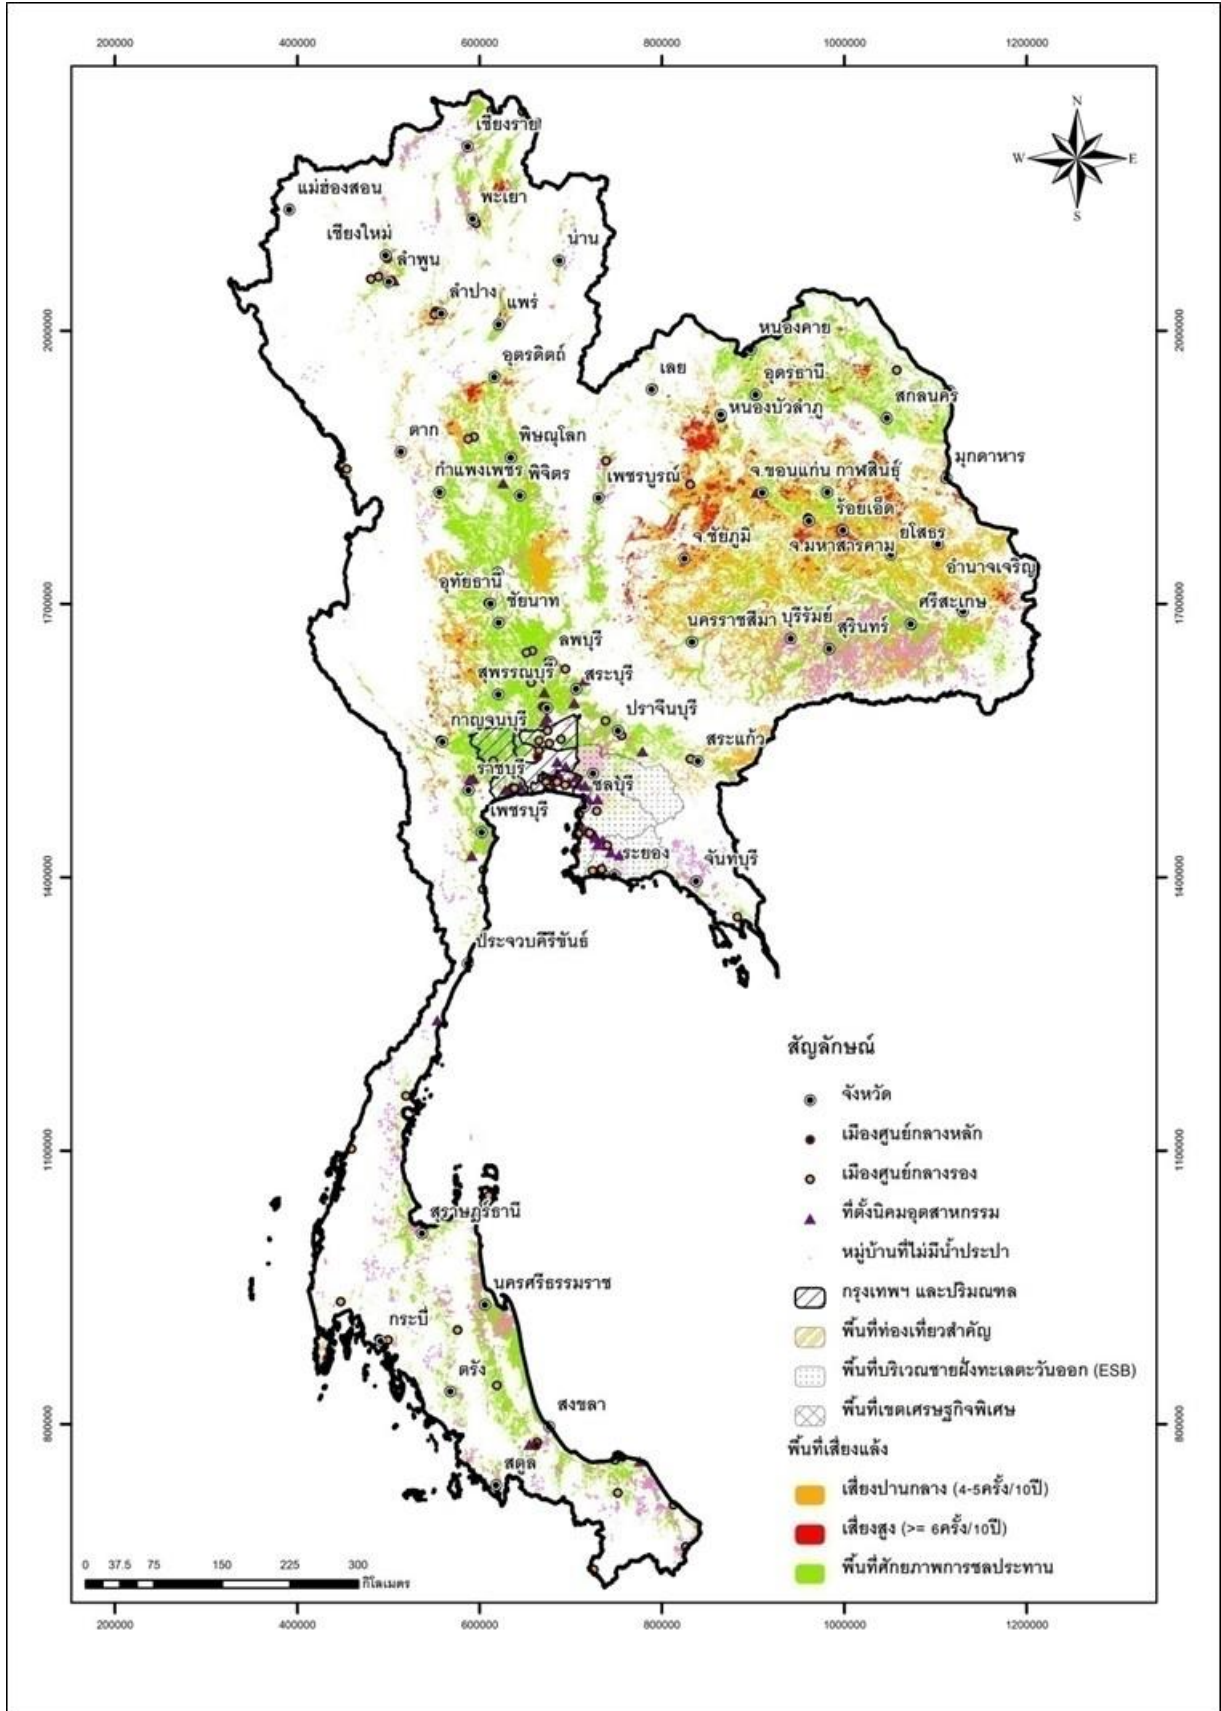 200000 400000 600000 800000 1000000 1200000
N
W E
S
เชียงราย
แม่ฮ่องสอน
พะเยา
เชียงใหม่
น่าน
ลำพูน
ลำปาง
แพร่
2000000
2000000
หนองคาย
อุตรดิตถ์
เลย
อุดรธานี
สกลนคร
หนองบัวลำภู
ตาก
พิษณุโลก
มุกดาหาร
กำแพงเพชร พิจิตร
เพชรบูรณ์
จ.ขอนแก่น กาฬสินธุ์
ร้อยเอ็ด
จ.ชัยภูมิ
ยโสธร
จ.มหาสารคาม
อำนาจเจริญ
อุทัยธานี
ชัยนาท
1700000
1700000
ศรีสะเกษ
นครราชสีมา บุรีรัมย์
สุรินทร์
ลพบุรี
สุพรรณบุรี
สระบุรี
กาญจนบุรี
ปราจีนบุรี
สระแก้ว
ราชบุรี
ชลบุรี
เพชรบุรี
ระยอง
จันทบุรี
1400000
1400000
ประจวบคีรีขันธ์
สัญลักษณ์
จังหวัด
เมืองศูนย์กลางหลัก
1100000
1100000
เมืองศูนย์กลางรอง
สุราษฎร์ธานี
ที่ตั้งนิคมอุตสาหกรรม
หมู่บ้านที่ไม่มีน้ำประปา
นครศรีธรรมราช
กรุงเทพฯ และปริมณฑล
กระบี่
พื้นที่ท่องเที่ยวสำคัญ
ตรัง
พื้นที่บริเวณชายฝั่งทะเลตะวันออก (ESB)
สงขลา
พื้นที่เขตเศรษฐกิจพิเศษ
800000
800000
พื้นที่เสี่ยงแล้ง
สตูล
เสี่ยงปานกลาง (4-5ครั้ง/10ปี)
เสี่ยงสูง (>= 6ครั้ง/10ปี)
พื้นที่ศักยภาพการชลประทาน
0 37.5 75 150 225 300
กิโลเมตร
200000 400000 600000 800000 1000000 1200000